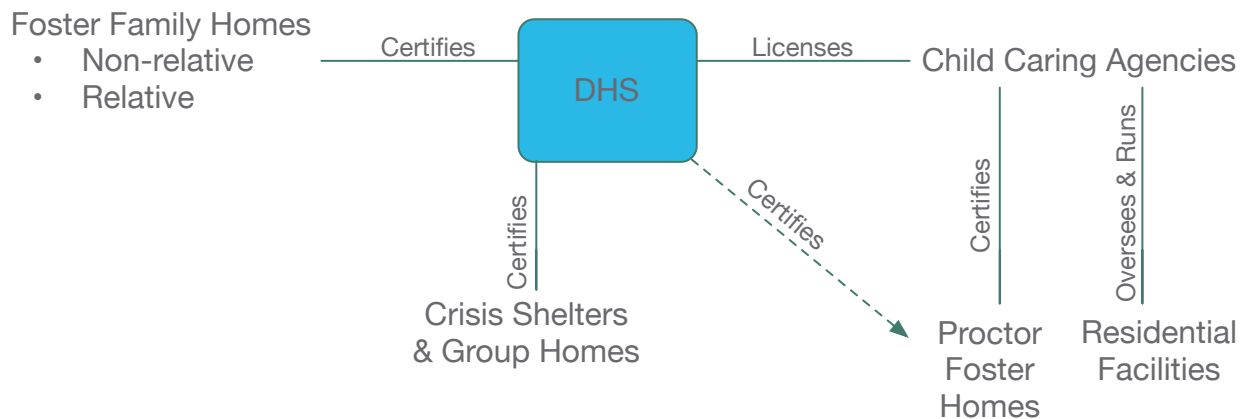 Foster Family Homes
• Non-relative
• Relative
Certifies
DHS
Licenses
Child Caring Agencies
Certifies
Crisis Shelters
& Group Homes
Certifies
Certifies
Proctor
Foster
Homes
Oversees & Runs
Residential
Facilities